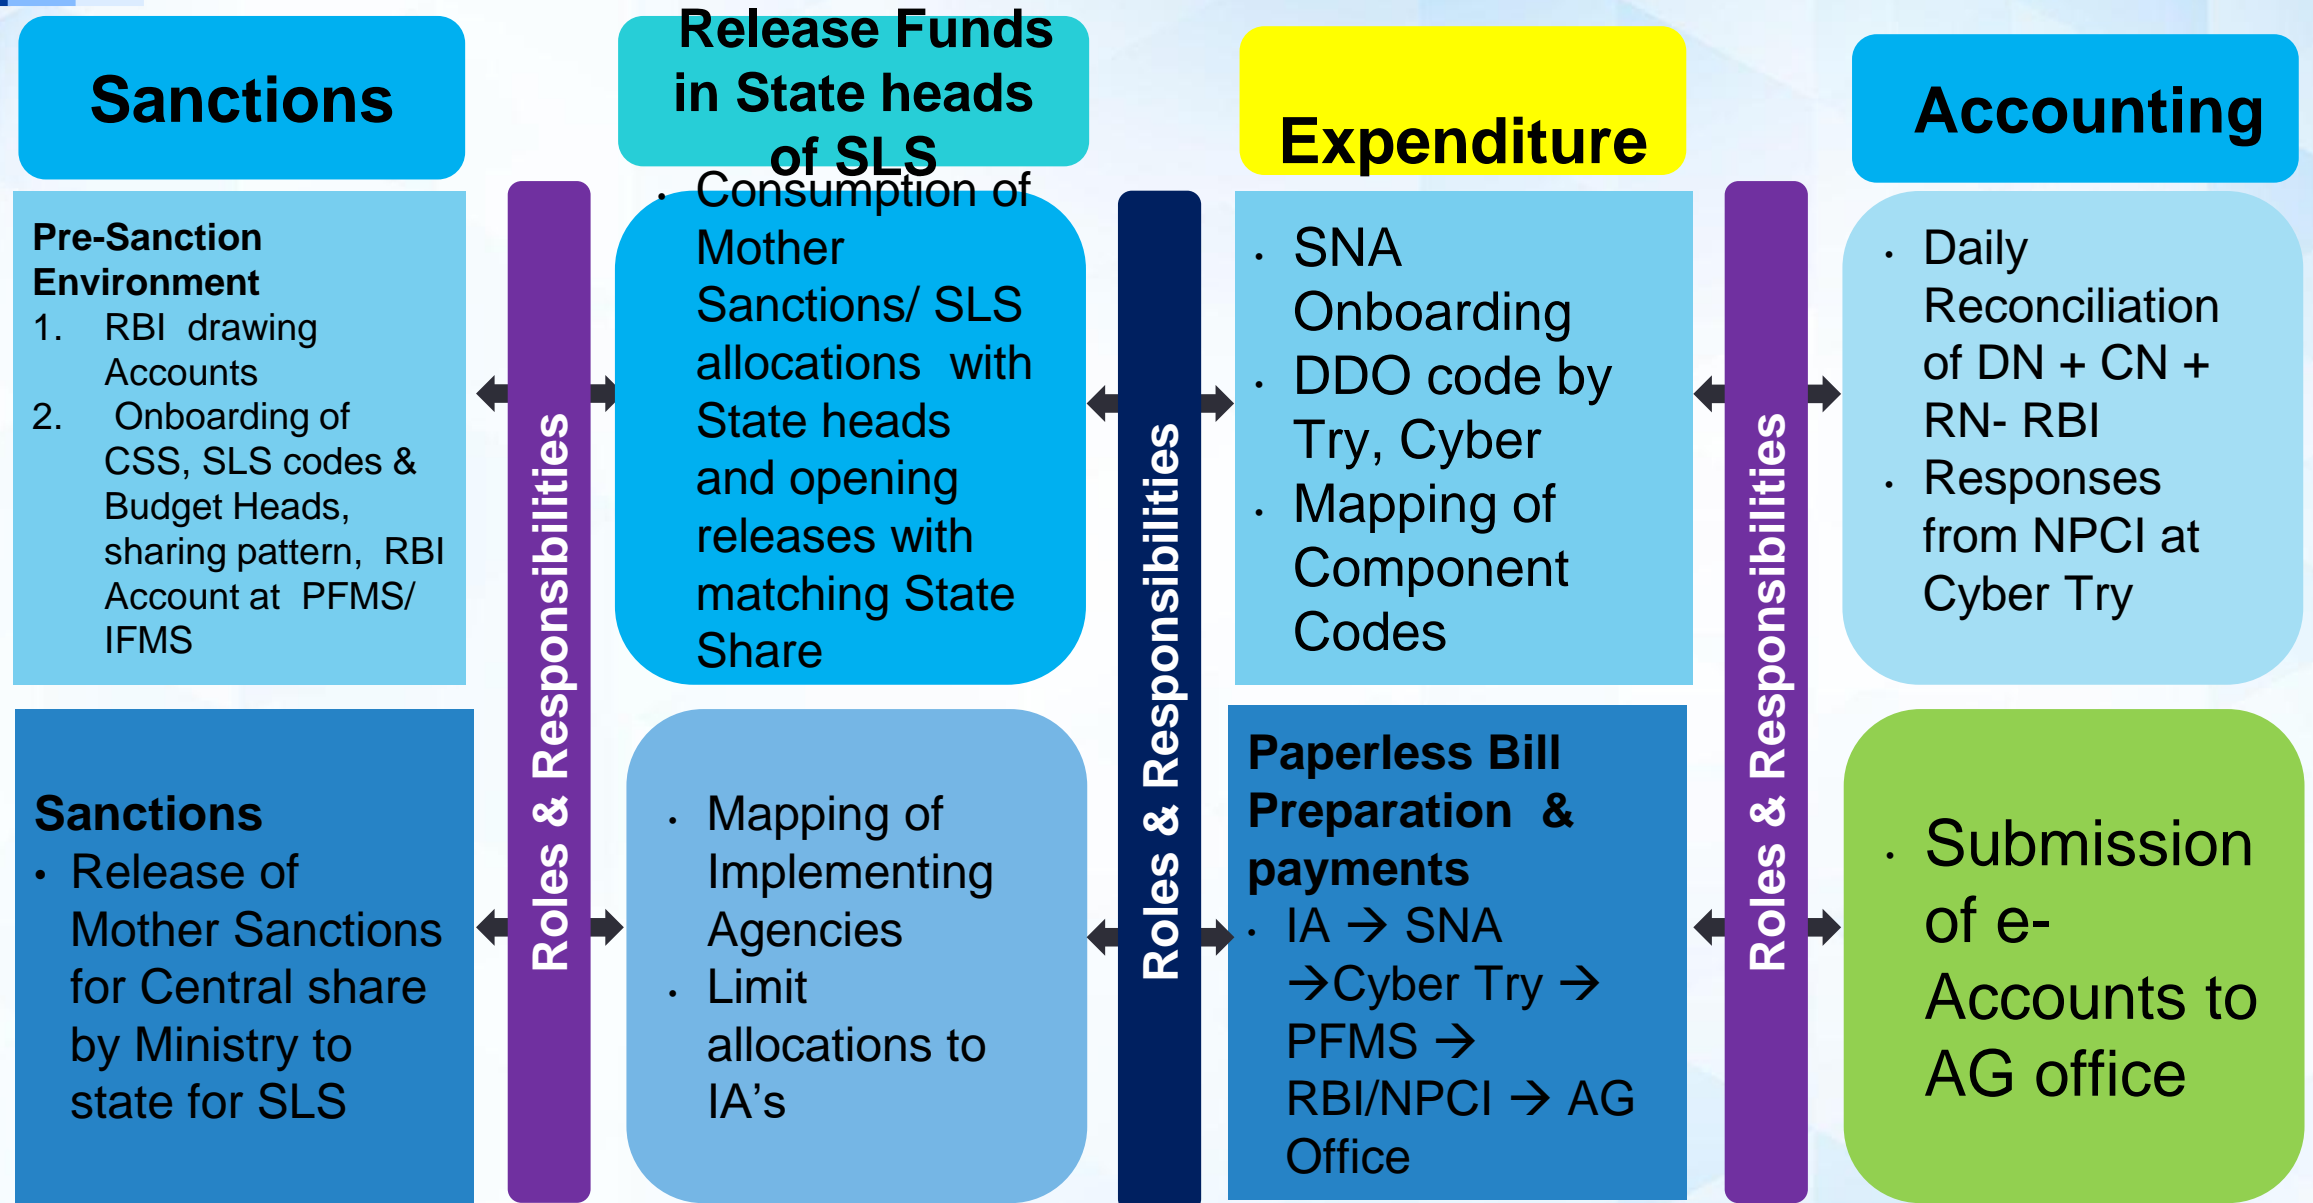 Sanctions
Pre-Sanction
Environment
1. RBI drawing
Accounts
2. Onboarding of
CSS, SLS codes &
Budget Heads,
sharing pattern, RBI
Account at PFMS/
IFMS
Sanctions
• Release of
Mother Sanctions
for Central share
by Ministry to
state for SLS
Roles & Responsibilities
Release Funds
in State heads
of SLS
• Consumption of
Mother
Sanctions/ SLS
allocations with
State heads
and opening
releases with
matching State
Share
• Mapping of
Implementing
Agencies
• Limit
allocations to
IA’s
Roles & Responsibilities
Expenditure
• SNA
Onboarding
• DDO code by
Try, Cyber
• Mapping of
Component
Codes
Paperless Bill
Preparation &
payments
• IA → SNA
→Cyber Try →
PFMS →
RBI/NPCI → AG
Office
Roles & Responsibilities
Accounting
• Daily
Reconciliation
of DN + CN +
RN- RBI
• Responses
from NPCI at
Cyber Try
• Submission
of e-
Accounts to
AG office